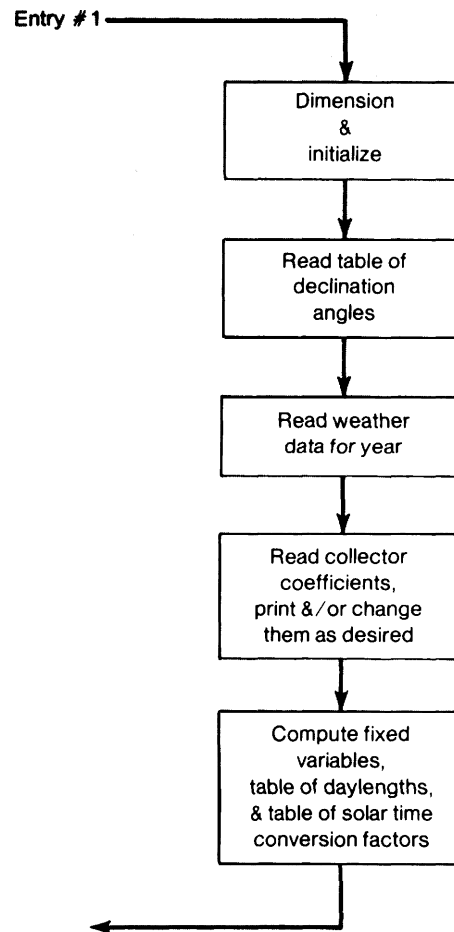 Entry # 1
Dimension
&
initialize
Read table of
declination
angles
Read weather
data for year
Read collector
coefficients,
print &/or change
them as desired
Compute fixed
variables,
table of daylengths,
& table of solar time
conversion factors